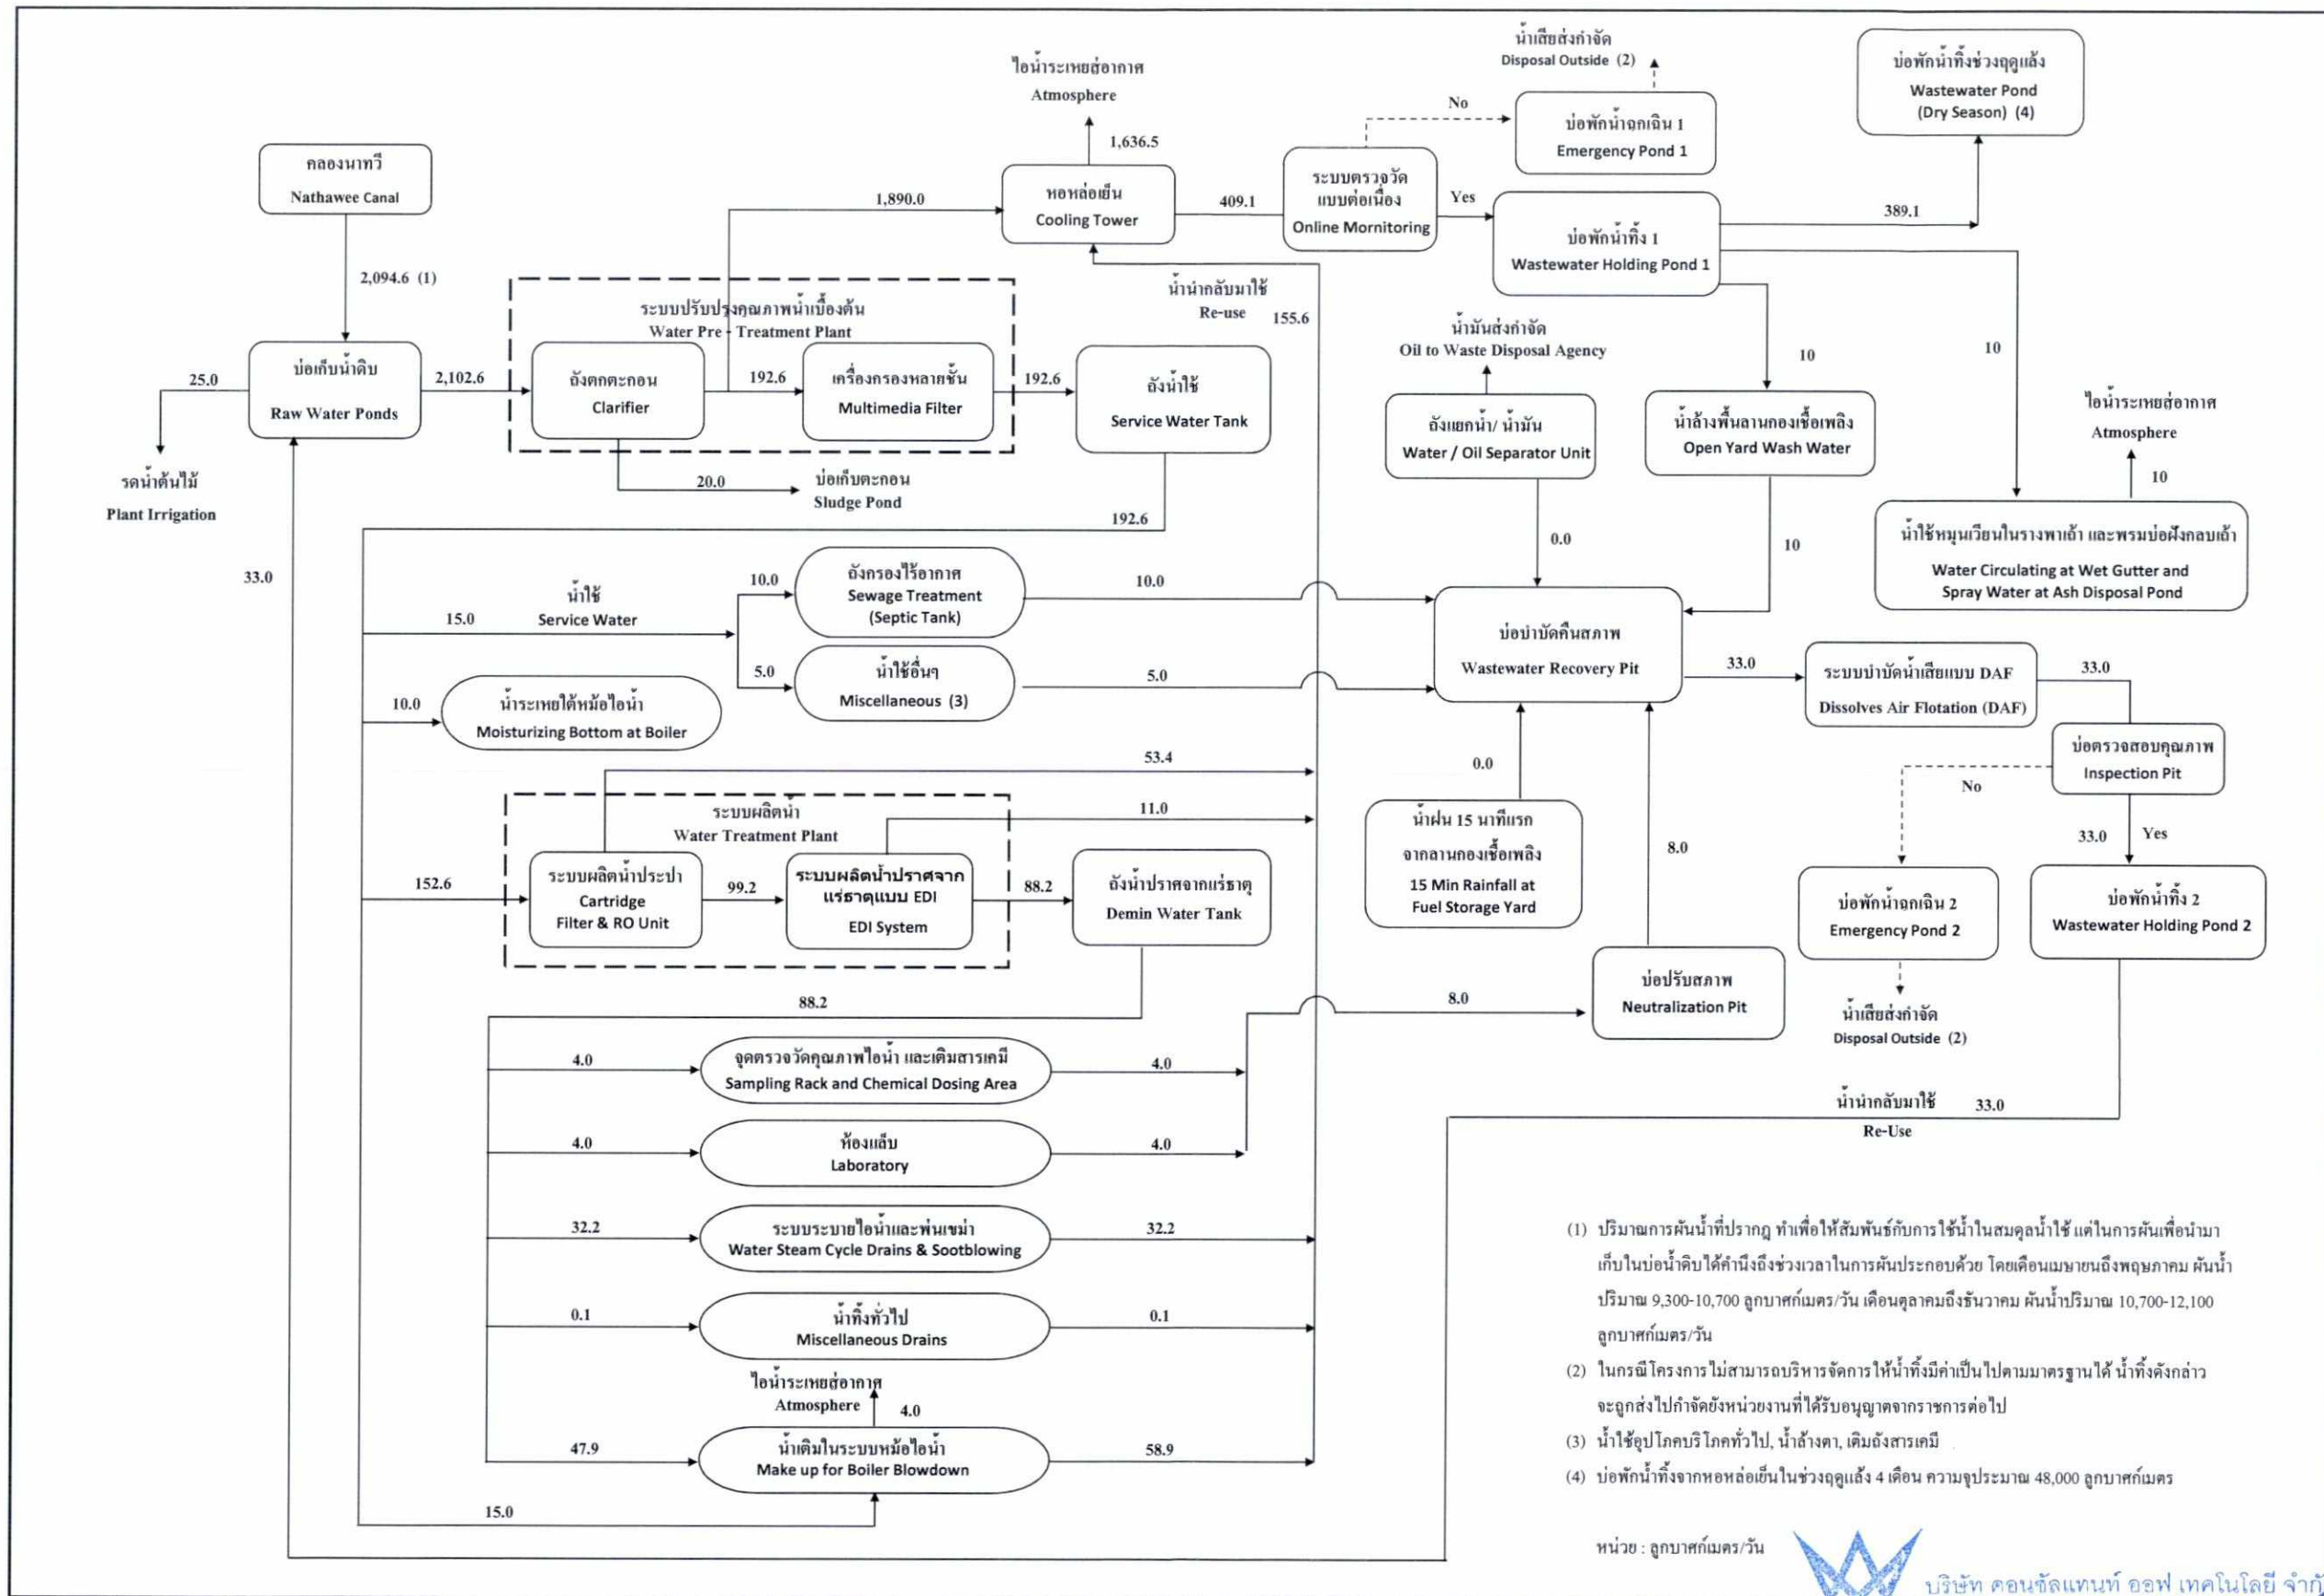 คลองนาทวี
Nathawee Canal
2,094.6 (1)
บ่อเก็บน้ำดิบ
Raw Water Ponds
25.0
รดน้ำต้นไม้
Plant Irrigation
33.0
2,102.6
ระบบปรับปรุงคุณภาพน้ำเบื้องต้น
Water Pre - Treatment Plant
ถังตกตะกอน
Clarifier
192.6
เครื่องกรองหลายชั้น
Multimedia Filter
192.6
ถังน้ำใช้
Service Water Tank
20.0
บ่อเก็บตะกอน
Sludge Pond
192.6
1,890.0
ไอน้ำระเหยสู่อากาศ
Atmosphere
1,636.5
หอหล่อเย็น
Cooling Tower
409.1
น้ำนำกลับมาใช้
Re-use
155.6
ระบบตรวจวัด
แบบต่อเนื่อง
Online Mornitoring
No
Yes
น้ำเสียส่งกำจัด
Disposal Outside (2)
บ่อพักน้ำฉุกเฉิน 1
Emergency Pond 1
บ่อพักน้ำทิ้ง 1
Wastewater Holding Pond 1
389.1
บ่อพักน้ำทิ้งช่วงฤดูแล้ง
Wastewater Pond
(Dry Season) (4)
10
10
น้ำมันส่งกำจัด
Oil to Waste Disposal Agency
ถังแยกน้ำ/ น้ำมัน
Water / Oil Separator Unit
0.0
น้ำล้างพื้นลานกองเชื้อเพลิง
Open Yard Wash Water
10
ไอน้ำระเหยสู่อากาศ
Atmosphere
10
น้ำใช้หมุนเวียนในรางพาเถ้า และพรมบ่อฝังกลบเถ้า
Water Circulating at Wet Gutter and
Spray Water at Ash Disposal Pond
15.0
น้ำใช้
Service Water
10.0
ถังกรองไร้อากาศ
Sewage Treatment
(Septic Tank)
10.0
5.0
น้ำใช้อื่นๆ
Miscellaneous (3)
5.0
10.0
น้ำระเหยใต้หม้อไอน้ำ
Moisturizing Bottom at Boiler
บ่อบำบัดคืนสภาพ
Wastewater Recovery Pit
33.0
ระบบบำบัดน้ำเสียแบบ DAF
Dissolves Air Flotation (DAF)
33.0
บ่อตรวจสอบคุณภาพ
Inspection Pit
No
33.0
Yes
บ่อพักน้ำฉุกเฉิน 2
Emergency Pond 2
น้ำเสียส่งกำจัด
Disposal Outside (2)
บ่อพักน้ำทิ้ง 2
Wastewater Holding Pond 2
น้ำนำกลับมาใช้ 33.0
Re-Use
0.0
น้ำฝน 15 นาทีแรก
จากลานกองเชื้อเพลิง
15 Min Rainfall at
Fuel Storage Yard
8.0
บ่อปรับสภาพ
Neutralization Pit
8.0
53.4
ระบบผลิตน้ำ
Water Treatment Plant
11.0
152.6
ระบบผลิตน้ำประปา
Cartridge
Filter & RO Unit
99.2
ระบบผลิตน้ำปราศจาก
แร่ธาตุแบบ EDI
EDI System
88.2
ถังน้ำปราศจากแร่ธาตุ
Demin Water Tank
88.2
4.0
จุดตรวจวัดคุณภาพไอน้ำ และเติมสารเคมี
Sampling Rack and Chemical Dosing Area
4.0
4.0
ห้องแล็บ
Laboratory
4.0
32.2
ระบบระบายไอน้ำและพ่นเขม่า
Water Steam Cycle Drains & Sootblowing
32.2
0.1
น้ำทิ้งทั่วไป
Miscellaneous Drains
0.1
ไอน้ำระเหยสู่อากาศ
Atmosphere
4.0
47.9
น้ำเติมในระบบหม้อไอน้ำ
Make up for Boiler Blowdown
58.9
15.0
(1) ปริมาณการผันน้ำที่ปรากฏ ทำเพื่อให้สัมพันธ์กับการใช้น้ำในสมดุลน้ำใช้ แต่ในการผันเพื่อนำมา
เก็บในบ่อน้ำดิบได้คำนึงถึงช่วงเวลาในการผันประกอบด้วย โดยเดือนเมษายนถึงพฤษภาคม ผันน้ำ
ปริมาณ 9,300-10,700 ลูกบาศก์เมตร/วัน เดือนตุลาคมถึงธันวาคม ผันน้ำปริมาณ 10,700-12,100
ลูกบาศก์เมตร/วัน
(2) ในกรณีโครงการไม่สามารถบริหารจัดการให้น้ำทิ้งมีค่าเป็นไปตามมาตรฐานได้ น้ำทิ้งดังกล่าว
จะถูกส่งไปกำจัดยังหน่วยงานที่ได้รับอนุญาตจากราชการต่อไป
(3) น้ำใช้อุปโภคบริโภคทั่วไป, น้ำล้างตา, เติมถังสารเคมี
(4) บ่อพักน้ำทิ้งจากหอหล่อเย็นในช่วงฤดูแล้ง 4 เดือน ความจุประมาณ 48,000 ลูกบาศก์เมตร
หน่วย : ลูกบาศก์เมตร/วัน
บริษัท คอนซัลแทนท์ ออฟ เทคโนโลยี